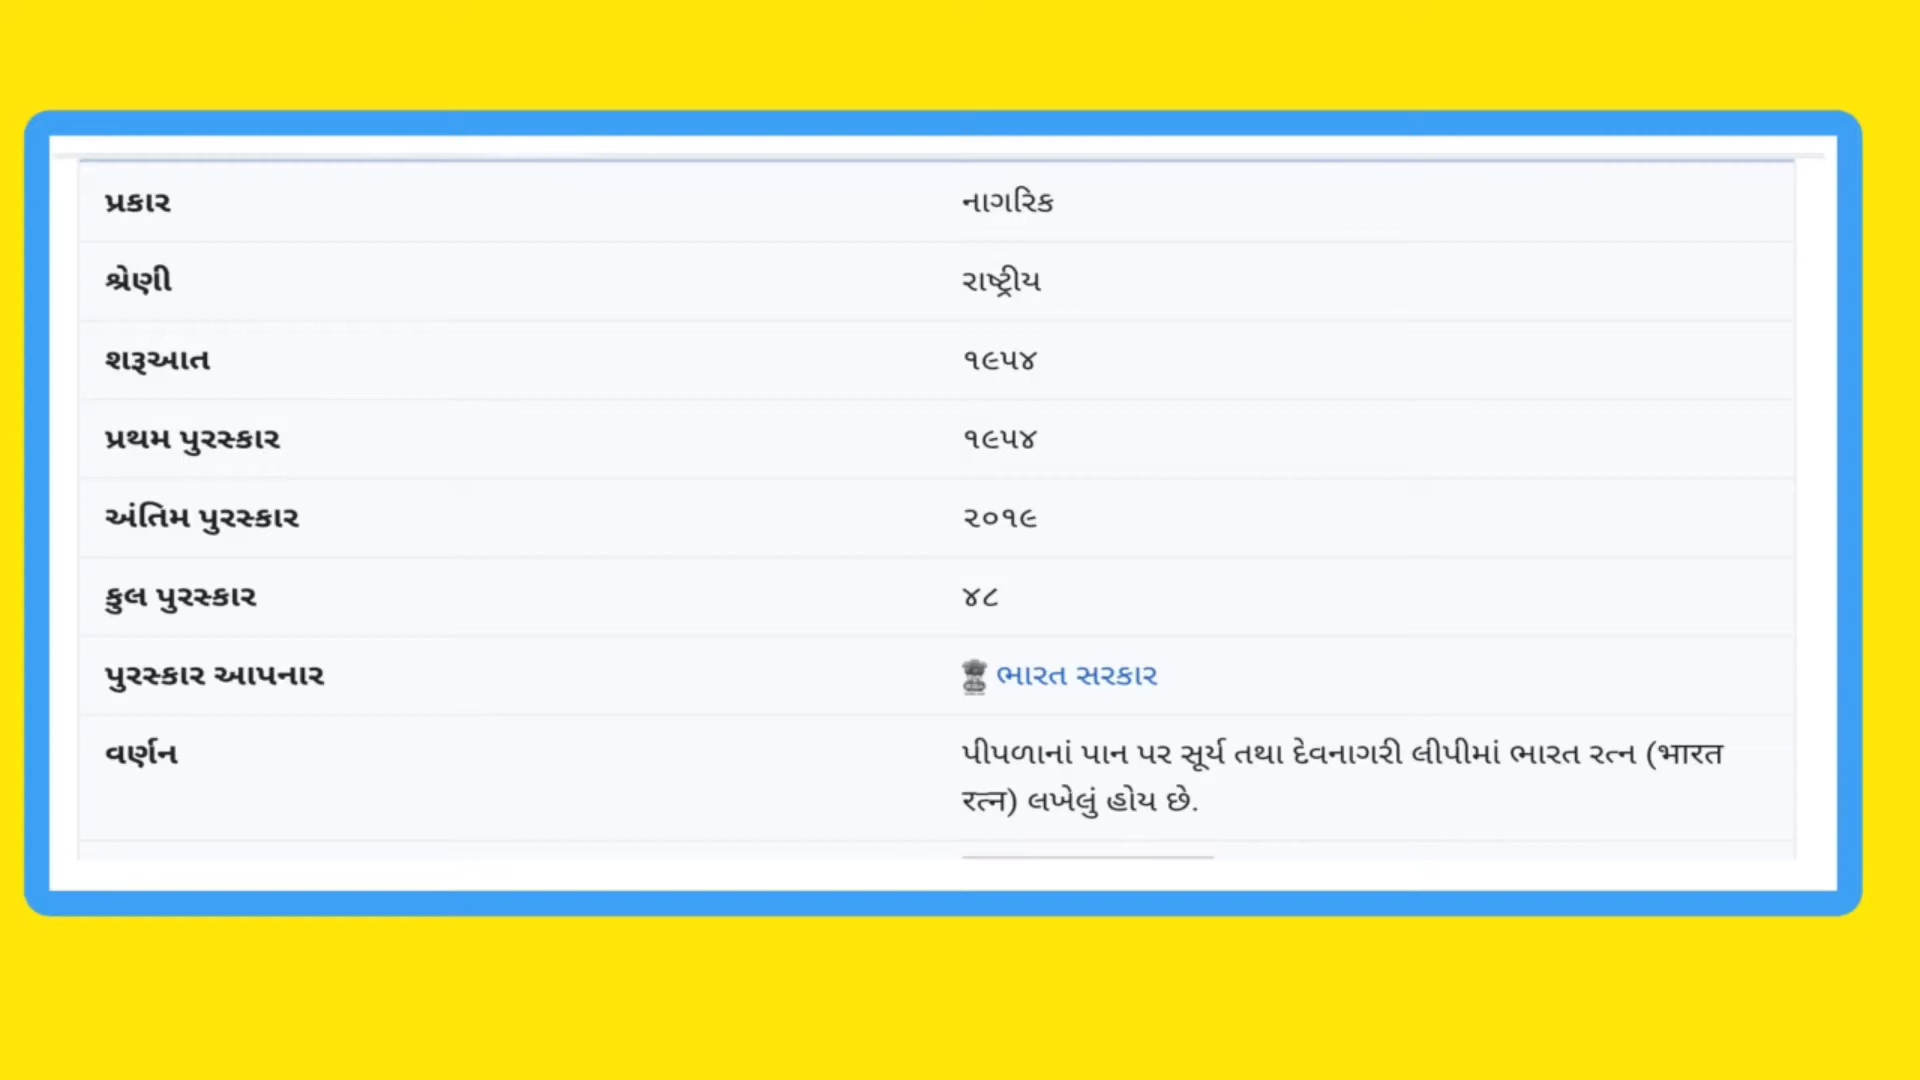 પ્રકાર નાગરિક
શ્રેણી રાષ્ટ્રીય
શરૂઆત ૧૯૫૪
પ્રથમ પુરસ્કાર ૧૯૫૪
અંતિમ પુરસ્કાર ૨૦૧૯
કુલ પુરસ્કાર ૪૮
પુરસ્કાર આપનાર ભારત સરકાર
વર્ણન પીપળાનાં પાન પર સૂર્ય તથા દેવનાગરી લીપીમાં ભારત રત્ન (भारत
रत्न) લખેલું હોય છે.